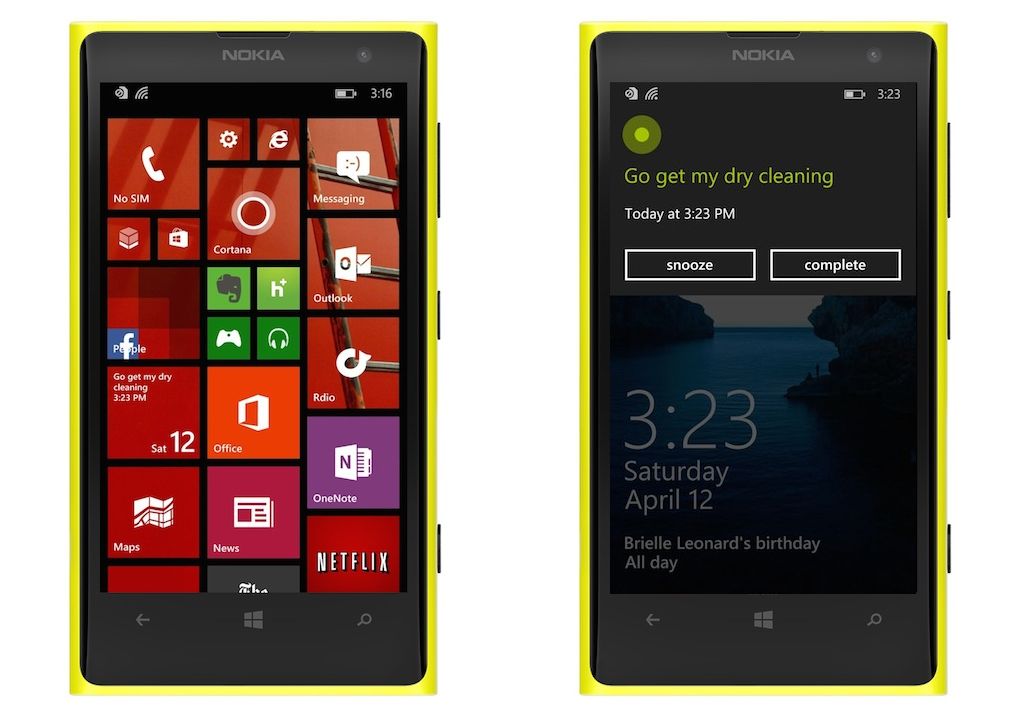 NOKIA
3:16
No SIM
Cortana
Messaging
Outlook
People
Rdio
Go get my dry
cleaning
3:23 PM
Sat 12
Office
N
OneNote
Maps
News
NETFLIX
The
NOKIA
3:23
Go get my dry cleaning
Today at 3:23 PM
snooze
complete
3:23
Saturday
April 12
Brielle Leonard's birthday
All day